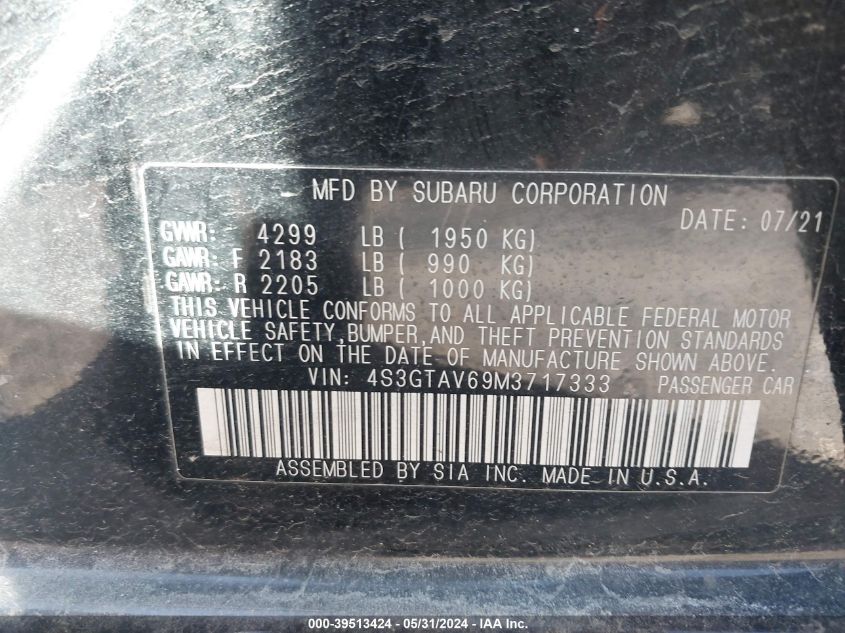 MFD BY SUBARU CORPORATION
DATE: 07/21
GVWR: 4299 LB ( 1950 KG)
GAWR: F 2183 LB ( 990 KG)
GAWR: R 2205 LB ( 1000 KG)
THIS VEHICLE CONFORMS TO ALL APPLICABLE FEDERAL MOTOR
VEHICLE SAFETY,BUMPER,AND THEFT PREVENTION STANDARDS
IN EFFECT ON THE DATE OF MANUFACTURE SHOWN ABOVE.
VIN: 4S3GTAV69M3717333 PASSENGER CAR
ASSEMBLED BY SIA INC. MADE IN U.S.A.
000-39513424 - 05/31/2024 - IAA Inc.